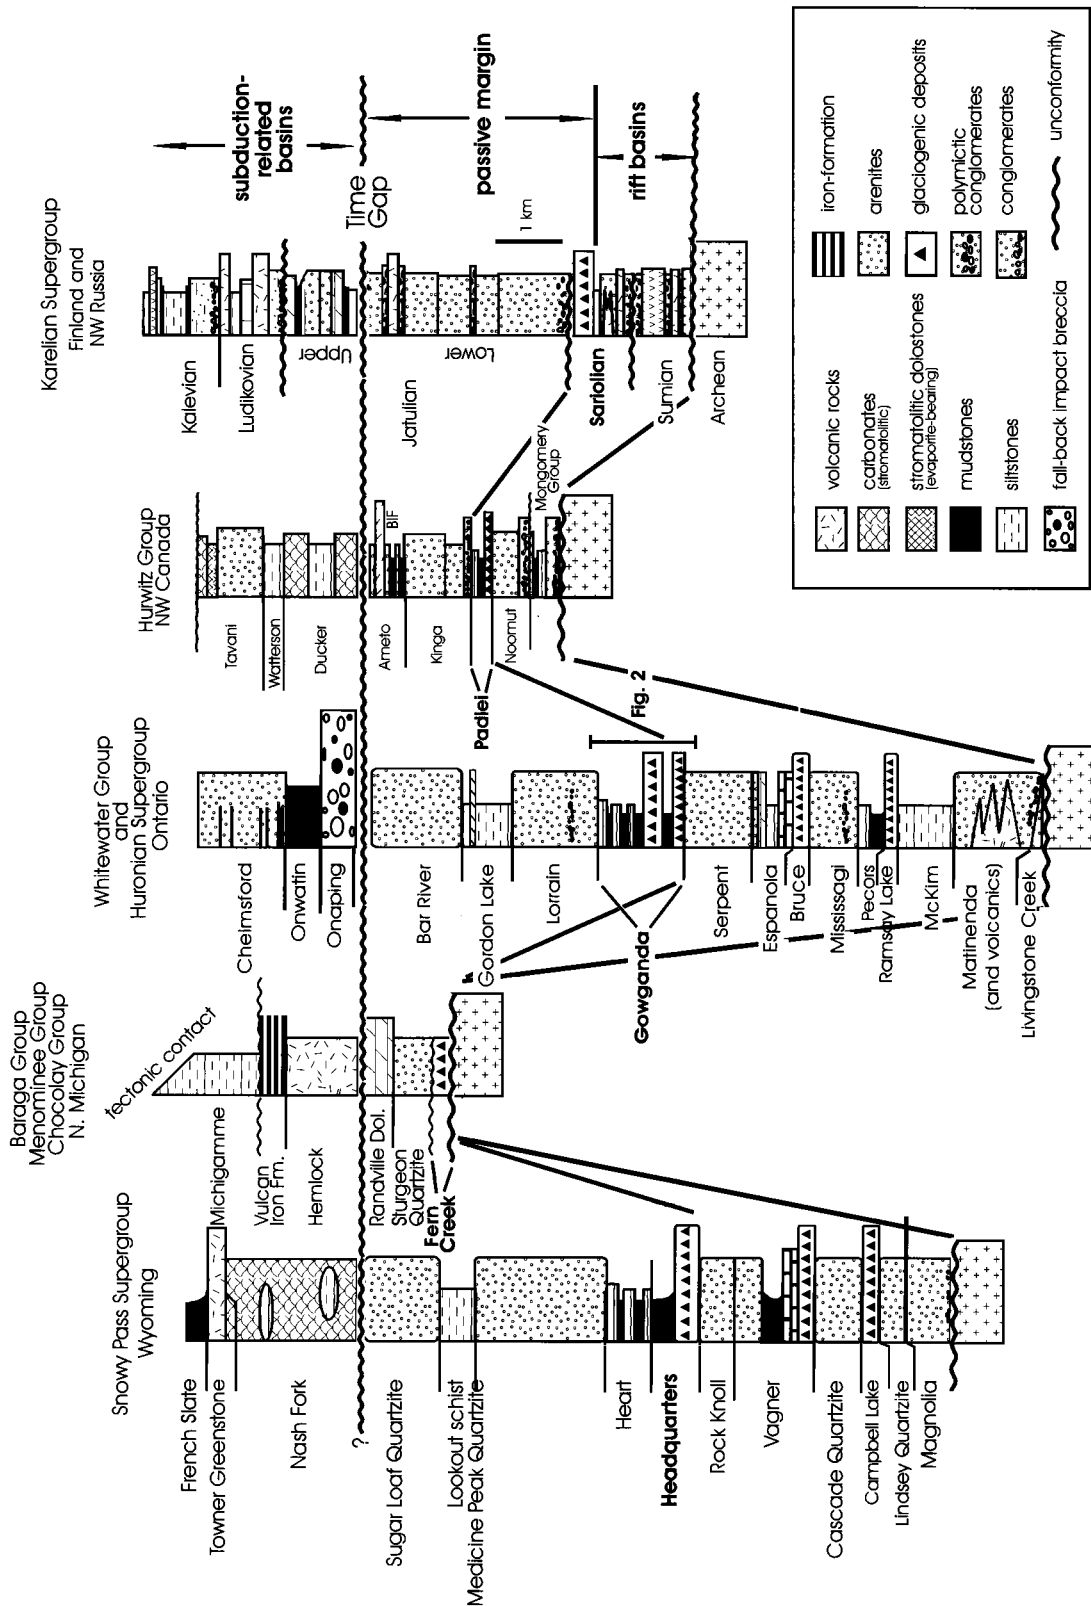 Snowy Pass Supergroup
Wyoming
French Slate
Towner Greenstone
Nash Fork
?
Sugar Loaf Quartzite
Lookout schist
Medicine Peak Quartzite
Heart
Headquarters
Rock Knoll
Vagner
Cascade Quartzite
Campbell Lake
Lindsey Quartzite
Magnolia
Baraga Group
Menominee Group
Chocolay Group
N. Michigan
tectonic contact
Michigamme
Vulcan
Iron Fm.
Hemlock
Randville Dol.
Sturgeon
Quartzite
Fern
Creek
Whitewater Group
and
Huronian Supergroup
Ontario
Chelmsford
Onwatin
Onaping
Bar River
Gordon Lake
Lorrain
Gowganda
Serpent
Espanola
Bruce
Mississagi
Pecors
Ramsay Lake
McKim
Matinenda
(and volcanics)
Livingstone Creek
Fig. 2
Hurwitz Group
NW Canada
Tavani
Watterson
Ducker
Ameto
BIF
Kinga
Padlei
Noomut
Mongomery
Group
Karelian Supergroup
Finland and
NW Russia
Kalevian
Ludikovian
Upper
Jatulian
Lower
Sariolian
Sumian
Archean
1 km
subduction-
related
basins
Time
Gap
passive margin
rift basins
volcanic rocks
carbonates
(stromatolitic)
stromatolitic dolostones
(evaporite-bearing)
mudstones
siltstones
fall-back impact breccia
iron-formation
arenites
glaciogenic deposits
polymictic
conglomerates
conglomerates
unconformity